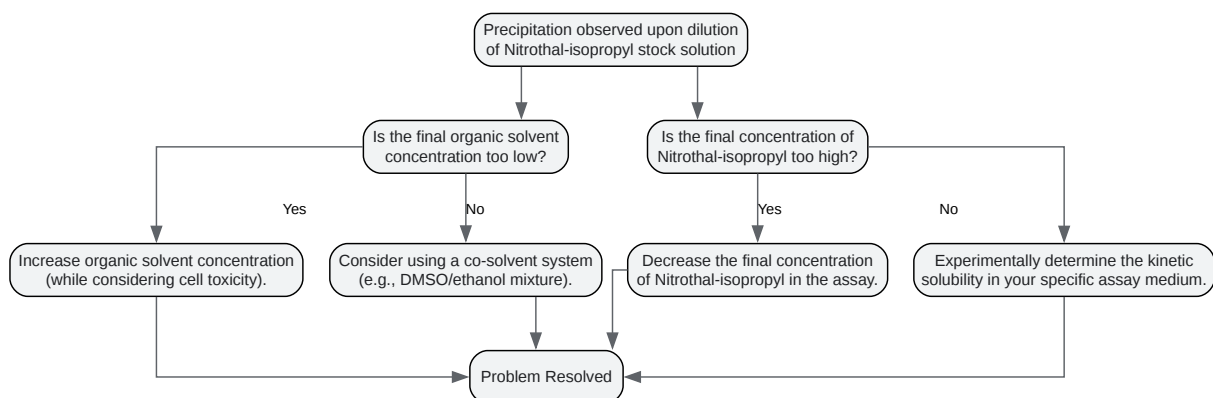 Precipitation observed upon dilution
of Nitrothal-isopropyl stock solution
Is the final organic solvent
concentration too low?
Is the final concentration of
Nitrothal-isopropyl too high?
Yes
No
Yes
No
Increase organic solvent concentration
(while considering cell toxicity).
Consider using a co-solvent system
(e.g., DMSO/ethanol mixture).
Decrease the final concentration
of Nitrothal-isopropyl in the assay.
Experimentally determine the kinetic
solubility in your specific assay medium.
Problem Resolved